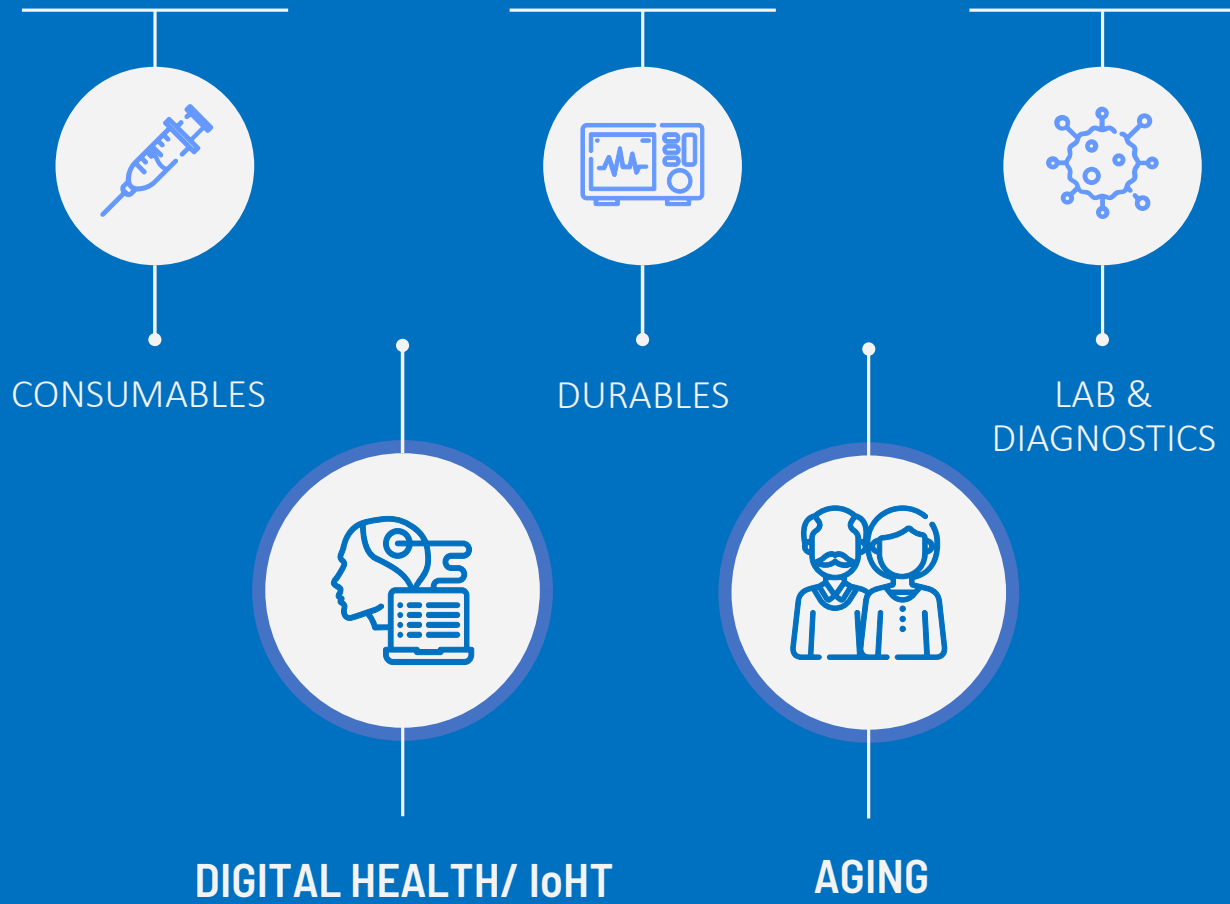 CONSUMABLES
DURABLES
LAB &
DIAGNOSTICS
DIGITAL HEALTH/ IoHT
AGING